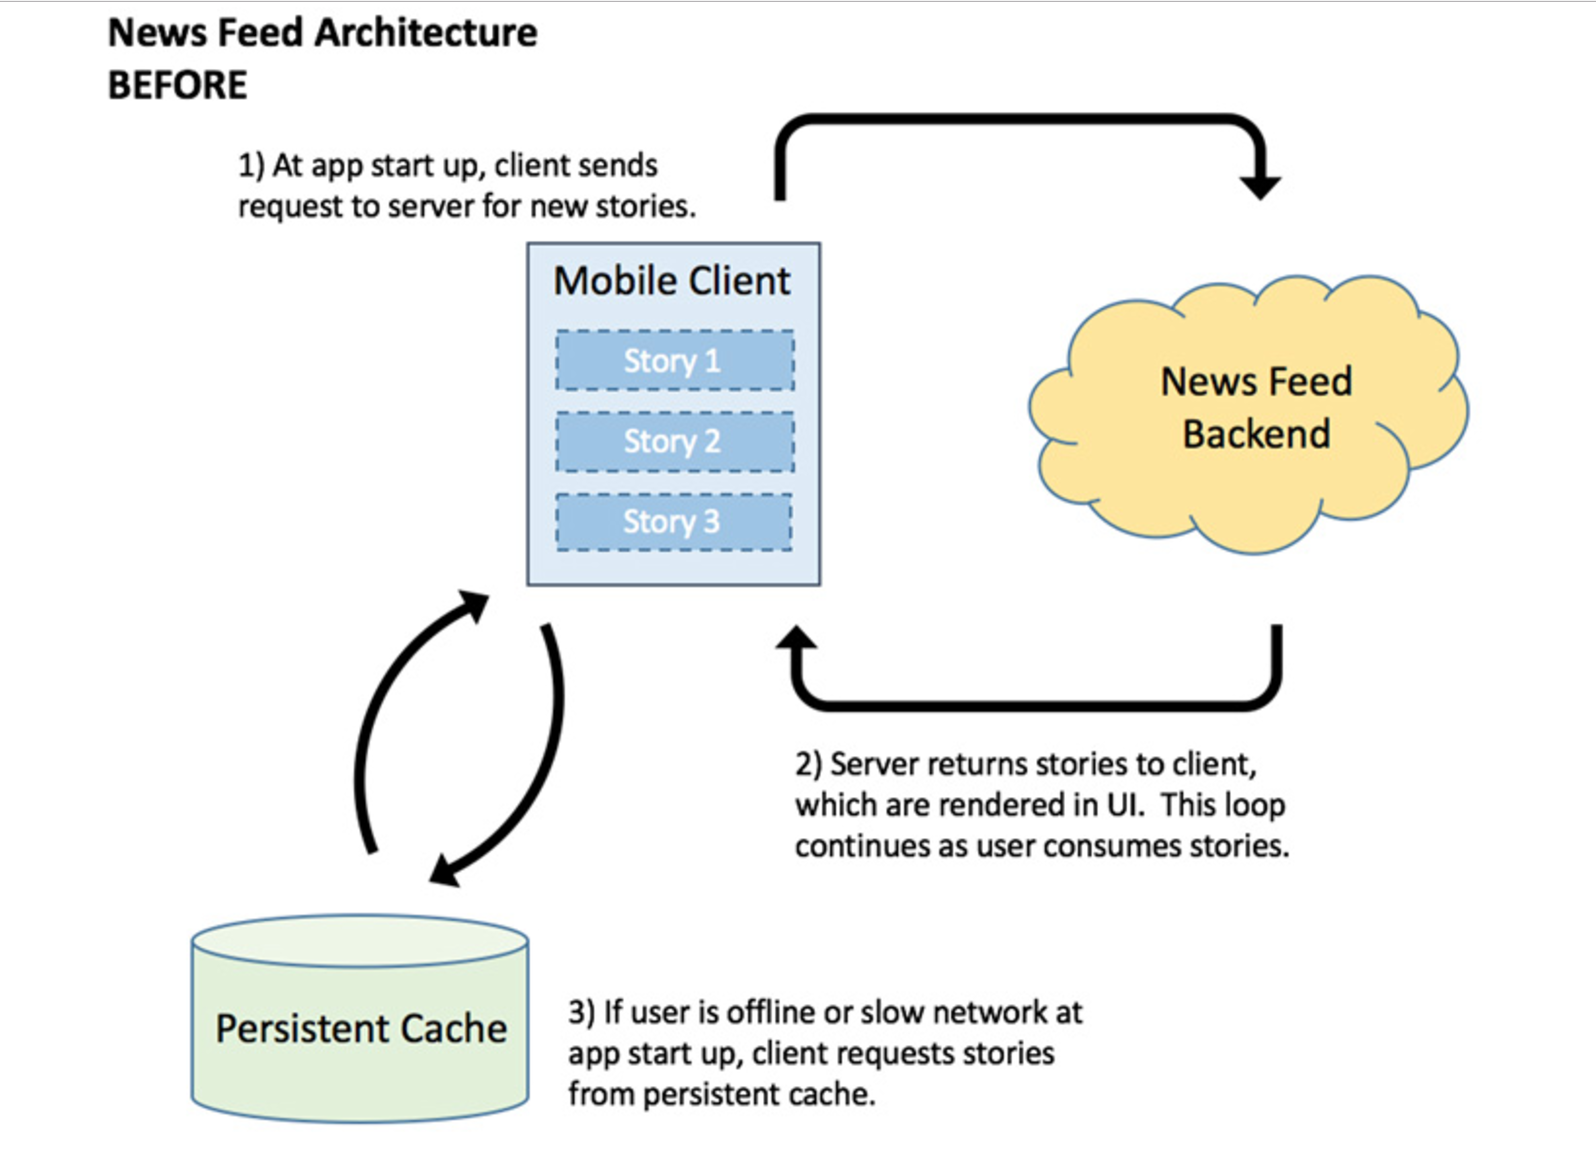 News Feed Architecture
BEFORE
1) At app start up, client sends
request to server for new stories.
Mobile Client
Story 1
Story 2
Story 3
News Feed
Backend
2) Server returns stories to client,
which are rendered in UI.  This loop
continues as user consumes stories.
Persistent Cache
3) If user is offline or slow network at
app start up, client requests stories
from persistent cache.